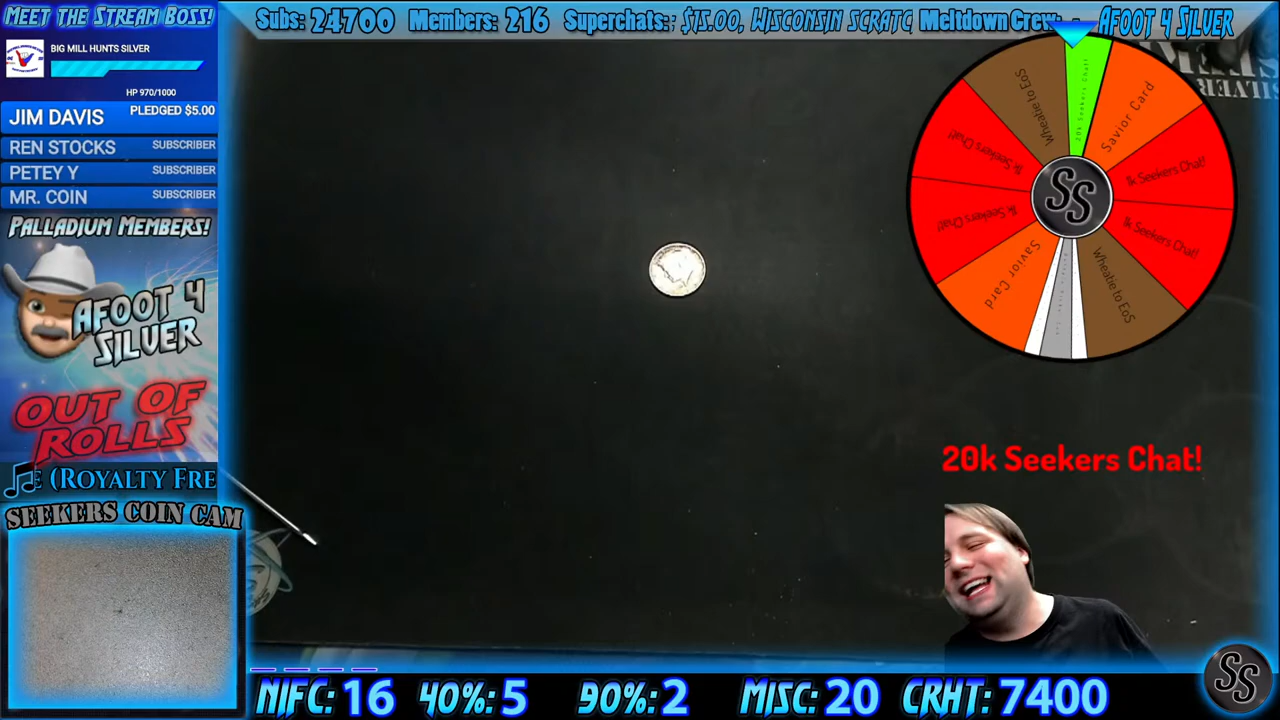 MEET THE STREAM BOSS!
BIG MILL HUNTS SILVER
HP 970/1000
JIM DAVIS PLEDGED $5.00
REN STOCKS SUBSCRIBER
PETEY Y SUBSCRIBER
MR. COIN SUBSCRIBER
PALLADIUM MEMBERS!
AFOOT 4
SILVER
OUT OF
ROLLS
E (ROYALTY FRE
SEEKERS COIN CAM
SUBS: 24700 MEMBERS: 216 SUPERCHATS: $15.00, WISCONSIN SCRATC MELTDOWN CREW: - AFOOT 4 SILVER
20k Seekers Chat!
Savior Card
1k Seekers Chat!
1k Seekers Chat!
Wheatie to EoS
Savior Card
1k Seekers Chat!
1k Seekers Chat!
Wheatie to EoS
SS
20k Seekers Chat!
NIFC: 16 40%: 5 90%: 2 MISC: 20 CRHT: 7400
SS